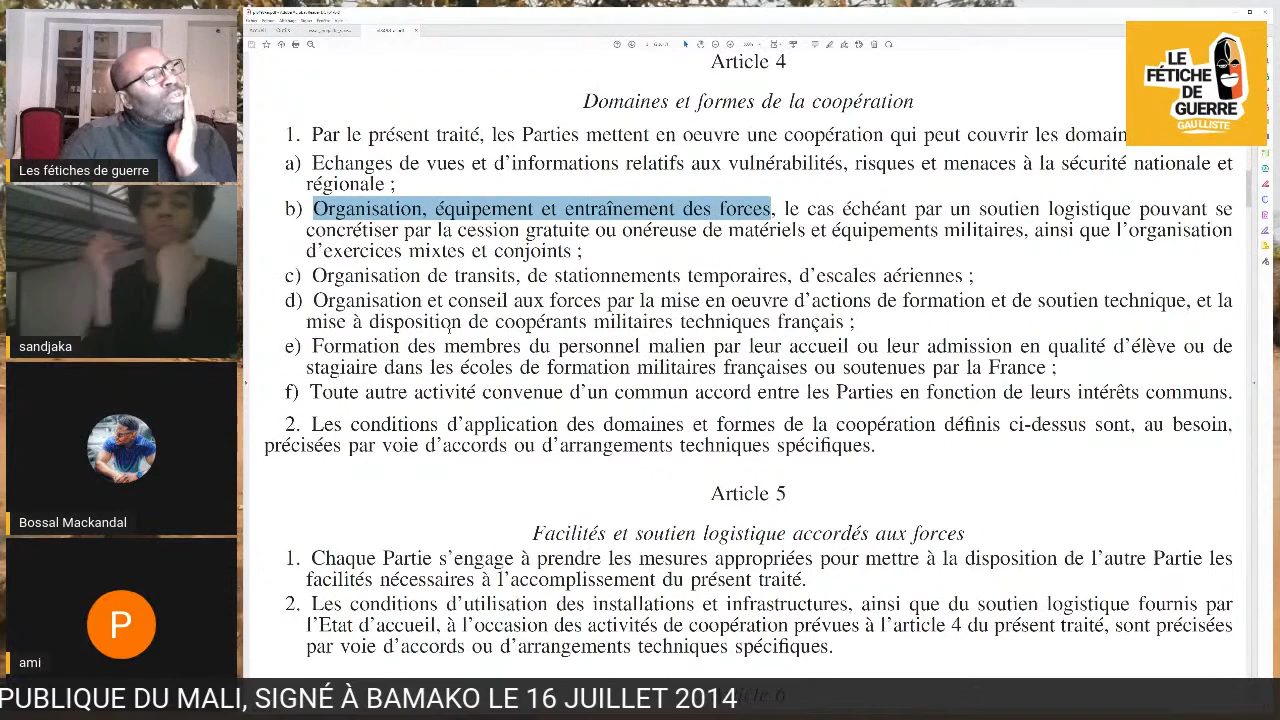 Les fétiches de guerre
sandjaka
Bossal Mackandal
P
ami
LE
FÉTICHE
DE
GUERRE
GAULLISTE
Article 4
Domaines et formes de la coopération
1. Par le présent traité, les Parties mettent en oeuvre une coopération qui peut couvrir les
a) Echanges de vues et d’informations relatifs aux vulnérabilités, risques et menaces à la sécurité nationale et
régionale ;
b) Organisation, équipement et entraînement des forces, le cas échéant par un soutien logistique pouvant se
concrétiser par la cession gratuite ou onéreuse de matériels et équipements militaires, ainsi que l’organisation
d’exercices mixtes et conjoints ;
c) Organisation de transits, de stationnements temporaires, d’escales aériennes ;
d) Organisation et conseil aux forces par la mise en oeuvre d’actions de formation et de soutien technique, et la
mise à disposition de coopérants militaires techniques français ;
e) Formation des membres du personnel malien par leur accueil ou leur admission en qualité d’élève ou de
stagiaire dans les écoles de formation militaires françaises ou soutenues par la France ;
f) Toute autre activité convenue d’un commun accord entre les Parties en fonction de leurs intérêts communs.
2. Les conditions d’application des domaines et formes de la coopération définis ci-dessus sont, au besoin,
précisées par voie d’accords ou d’arrangements techniques spécifiques.
Article 5
Facilités et soutien logistique accordés aux forces
1. Chaque Partie s’engage à prendre les mesures appropriées pour mettre à la disposition de l’autre Partie les
facilités nécessaires à l’accomplissement du présent traité.
2. Les conditions d’utilisation des installations et infrastructures, ainsi que du soutien logistique fournis par
l’Etat d’accueil, à l’occasion des activités de coopération prévues à l’article 4 du présent traité, sont précisées
par voie d’accords ou d’arrangements techniques spécifiques.
Article 6
PUBLIQUE DU MALI, SIGNÉ À BAMAKO LE 16 JUILLET 2014